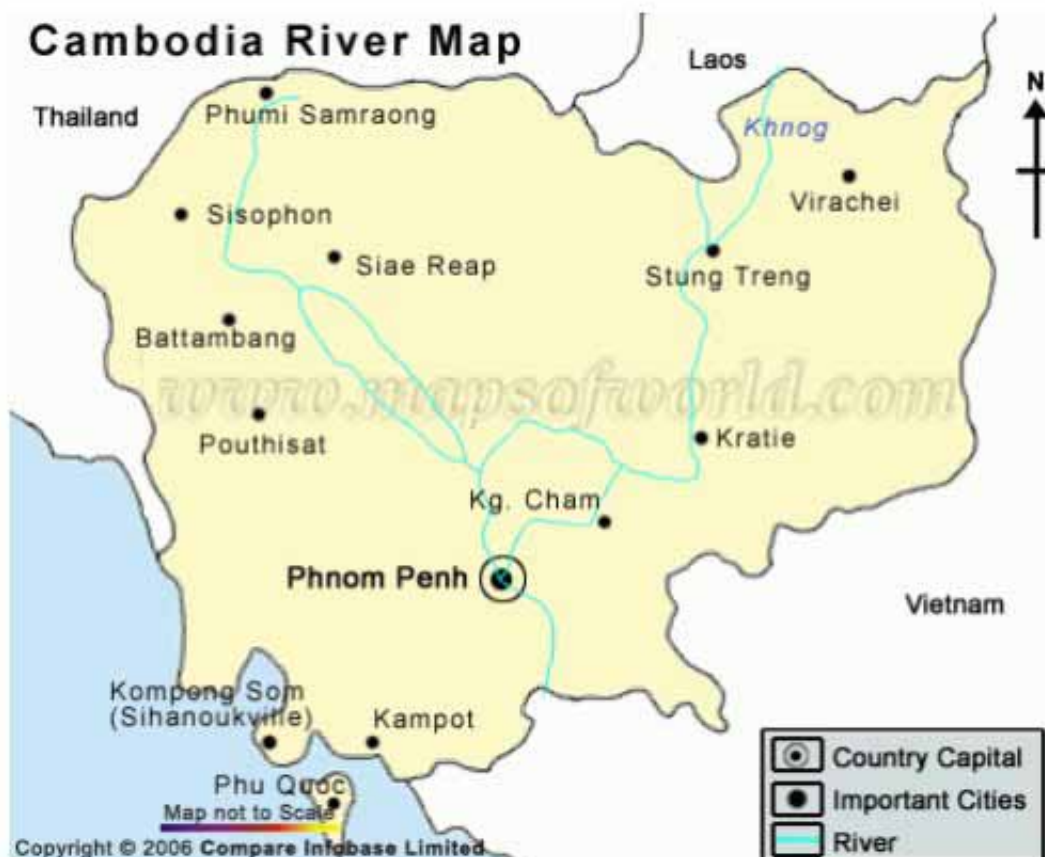 Cambodia River Map
Laos
N
Thailand
Phumi Samraong
Khnog
Virachei
Sisophon
Siae Reap
Stung Treng
Battambang
www.mapsofworld.com
Pouthisat
Kratie
Kg. Cham
Phnom Penh
Vietnam
Kompong Som
(Sihanoukville)
Kampot
Phu Quoc
Map not to Scale
Country Capital
Important Cities
River
Copyright © 2006 Compare Infobase Limited